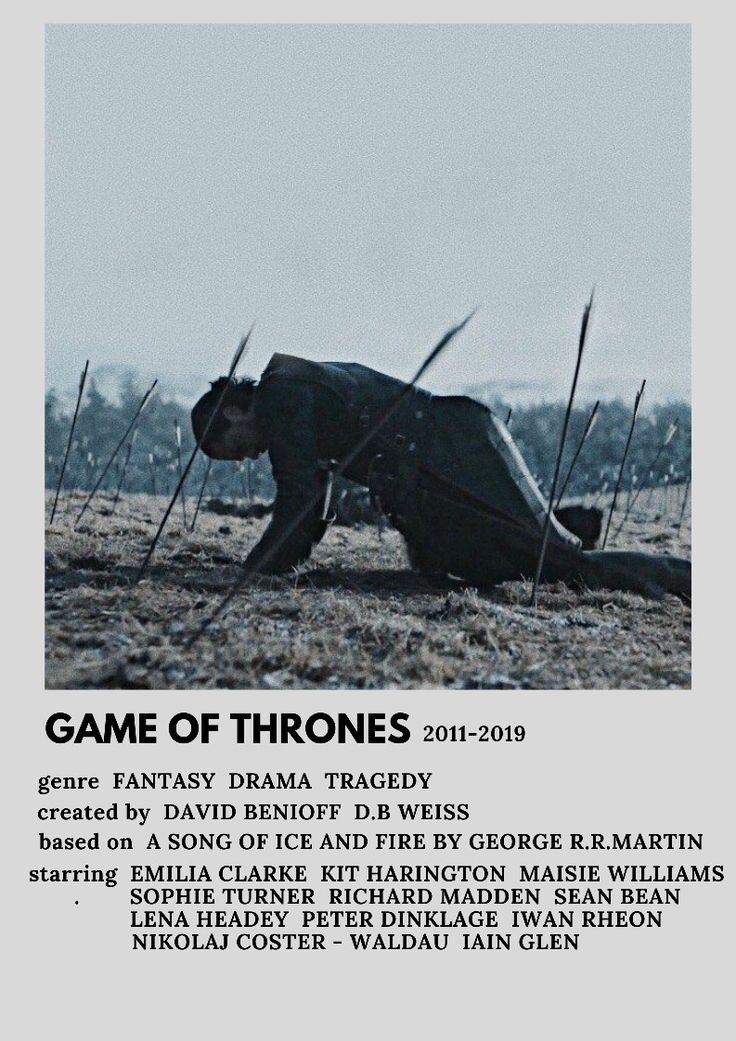 GAME OF THRONES 2011-2019
genre FANTASY DRAMA TRAGEDY
created by DAVID BENIOFF D.B WEISS
based on A SONG OF ICE AND FIRE BY GEORGE R.R.MARTIN
starring EMILIA CLARKE KIT HARINGTON MAISIE WILLIAMS
. SOPHIE TURNER RICHARD MADDEN SEAN BEAN
LENA HEADEY PETER DINKLAGE IWAN RHEON
NIKOLAJ COSTER - WALDAU IAIN GLEN